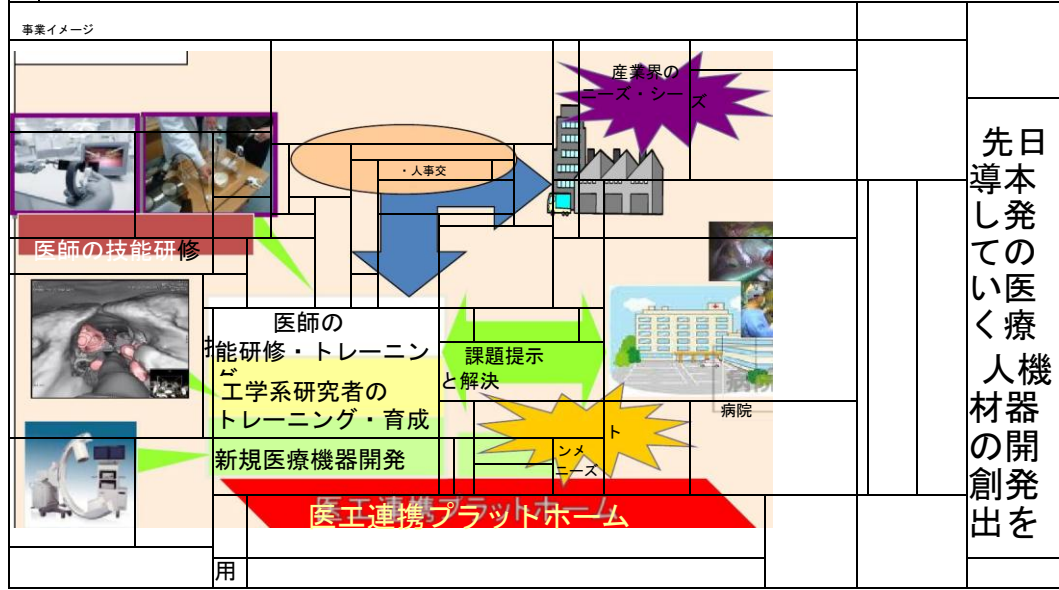 事業イメージ
産業界の
ニーズ・シーズ
・人事交
医師の技能研修
医師の
能研修・トレーニン
工学系研究者の
トレーニング・育成
新規医療機器開発
課題提示
と解決
病院
ト
ンメ
ニーズ
医工連携プラットホーム
用
日本発の医療機器の開発を
先導していく人材の創出